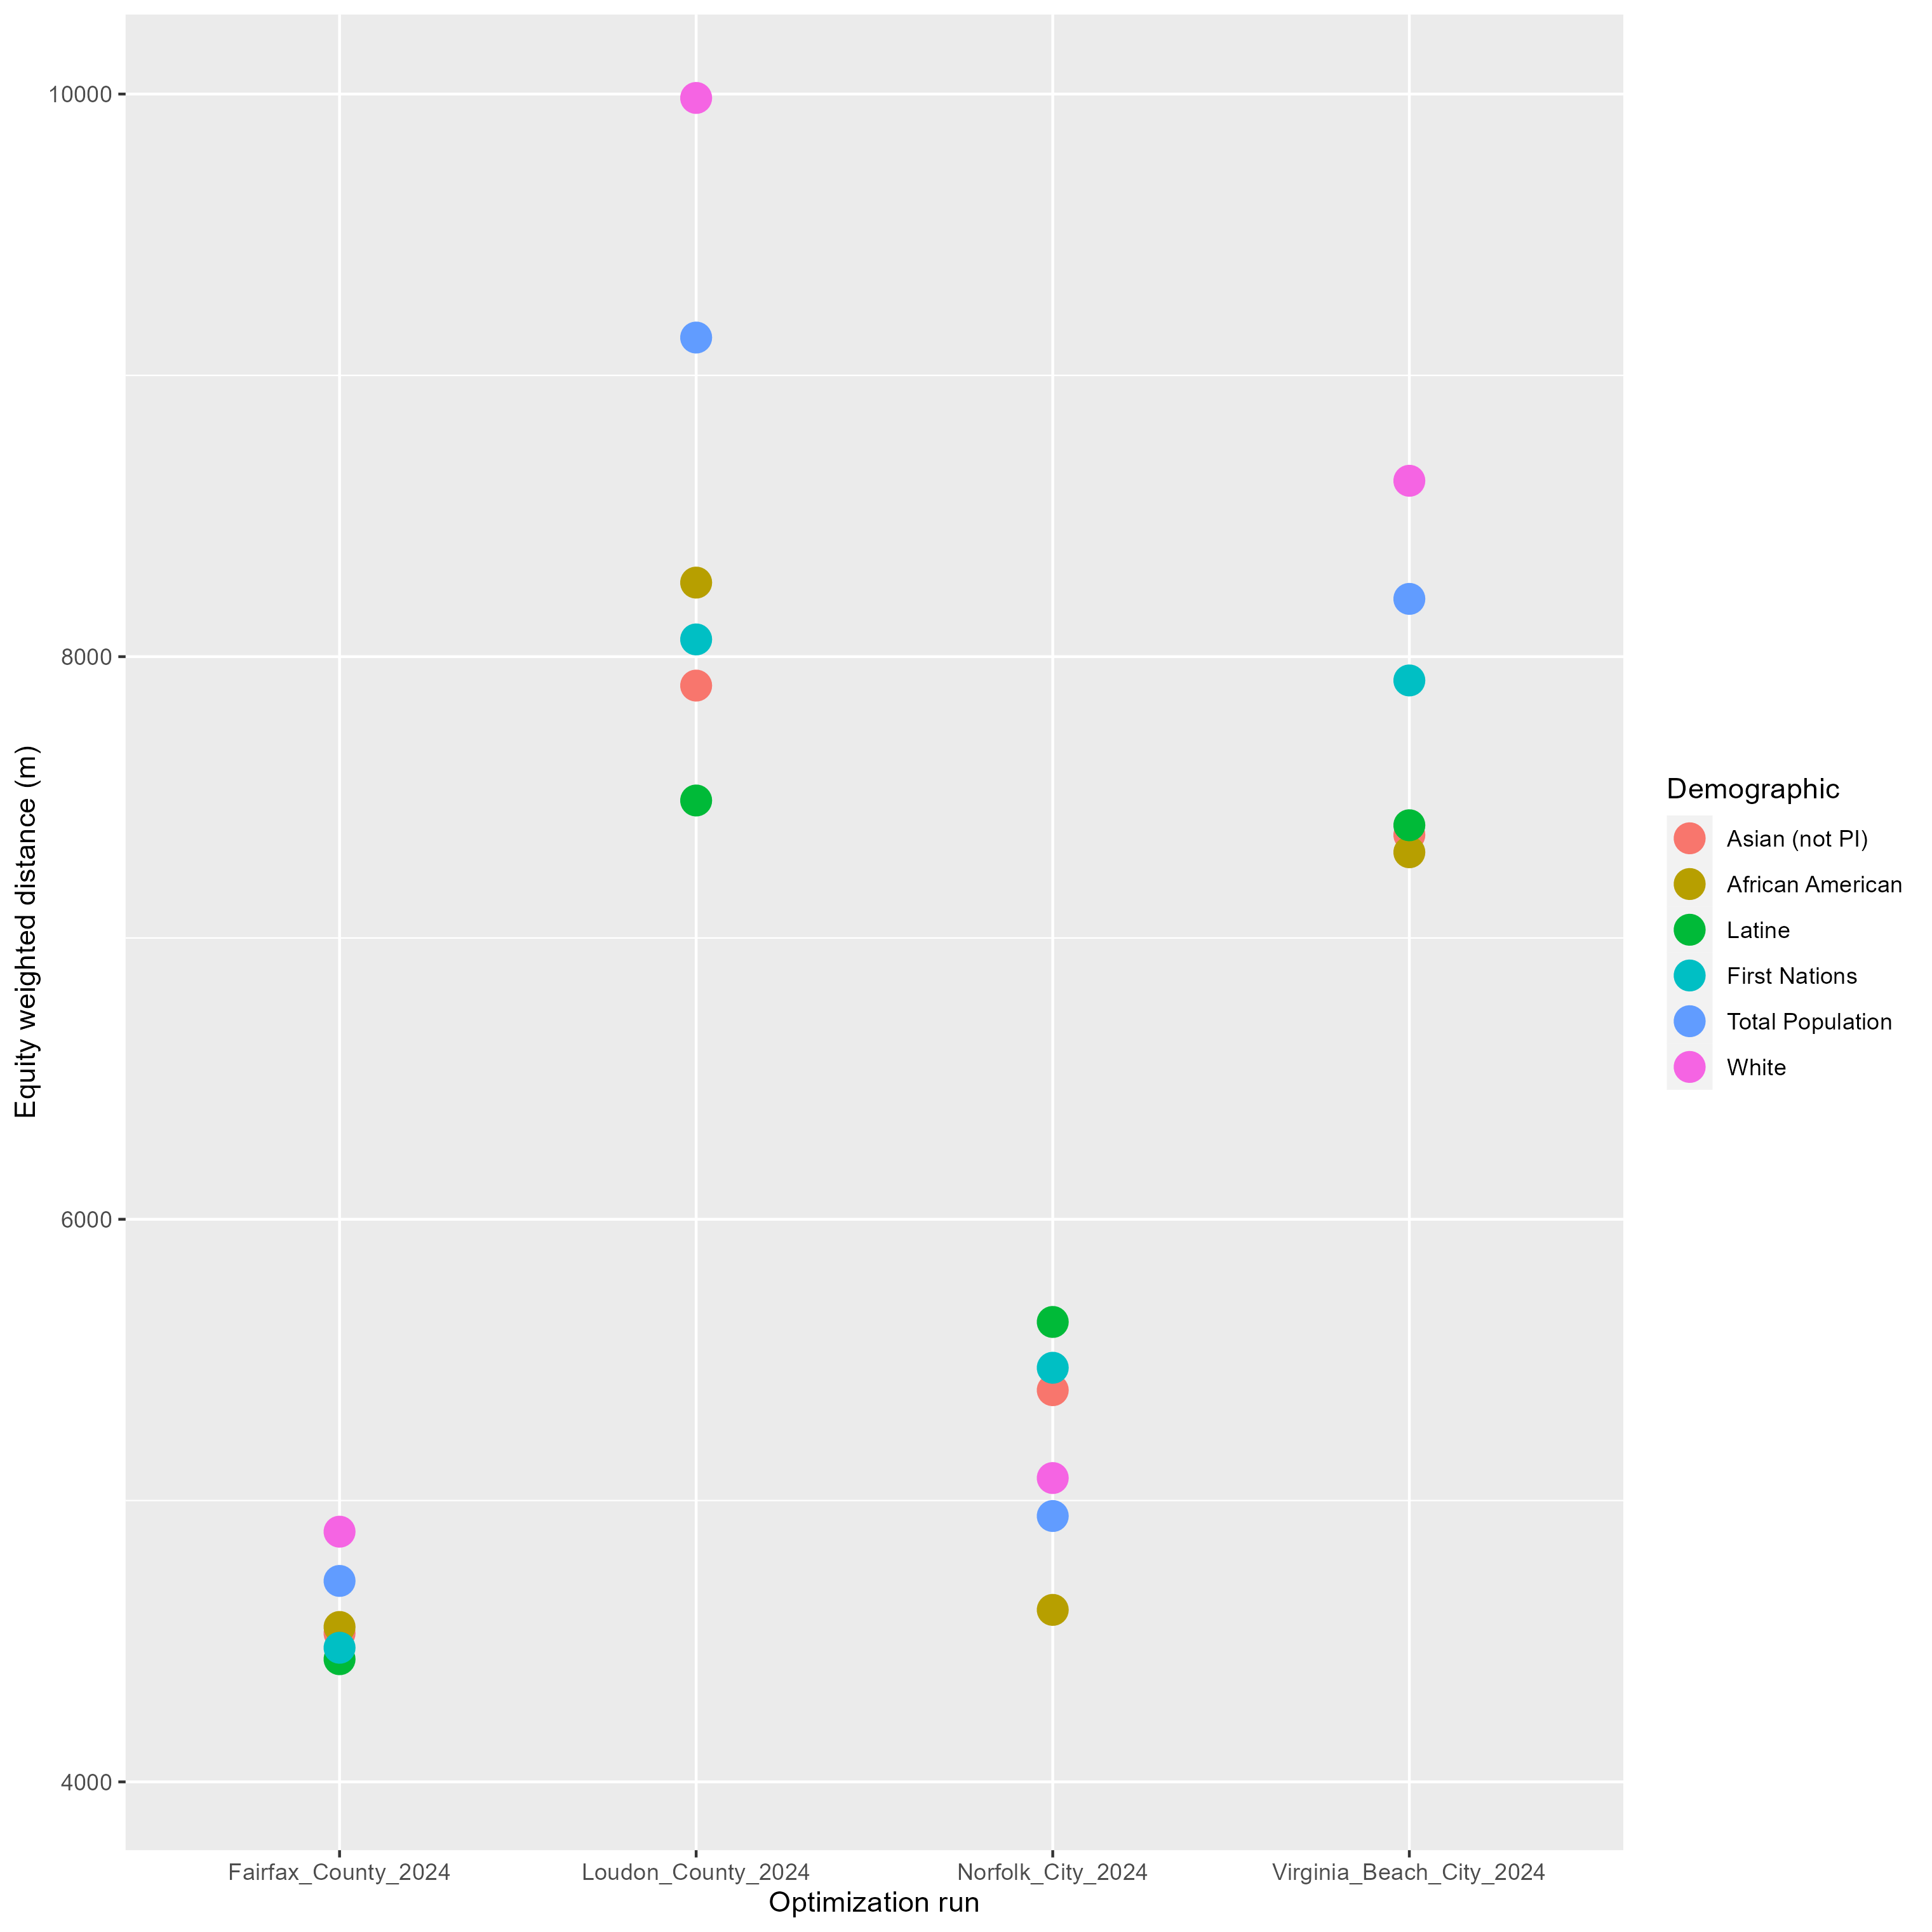 Equity weighted distance (m)
10000
8000
6000
4000
Fairfax_County_2024
Loudon_County_2024
Norfolk_City_2024
Virginia_Beach_City_2024
Optimization run
Demographic
Asian (not PI)
African American
Latine
First Nations
Total Population
White